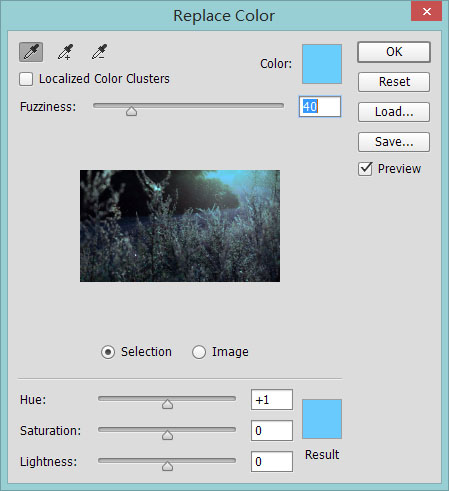 Replace Color
Color:
OK
Localized Color Clusters
Reset
Fuzziness:
40
Load...
Save...
Preview
Selection
Image
Hue:
+1
Saturation:
0
Result
Lightness:
0